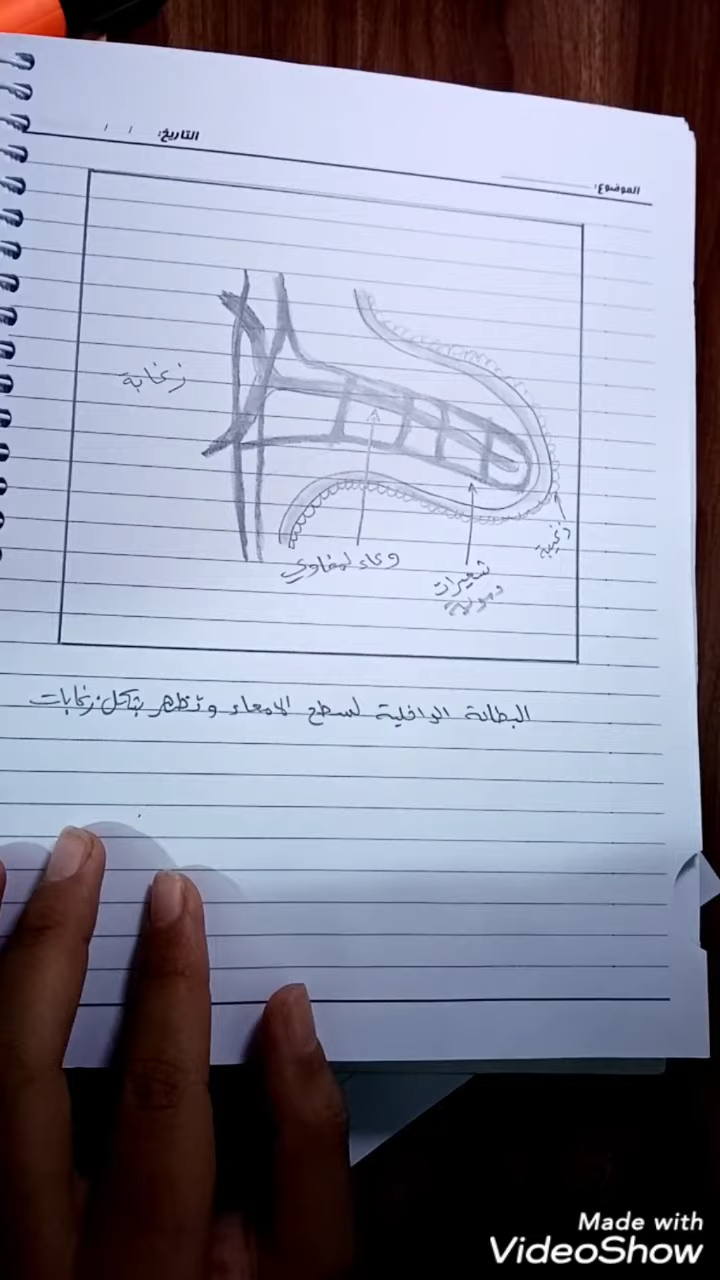 الموضوع:
التاريخ: / /
زغابة
زغيبة
شعيرات
دموية
وعاء لمفاوي
البطانة الداخلية لسطح الامعاء وتظهر بشكل زغابات
Made with
VideoShow